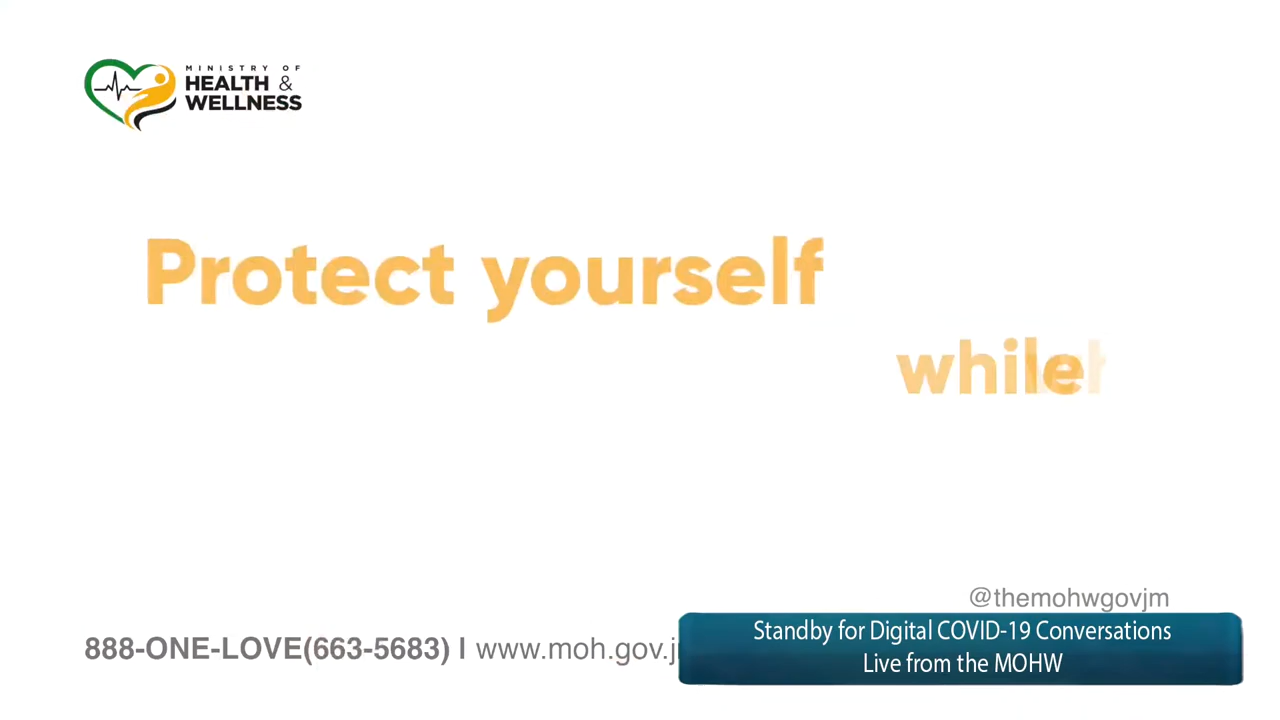 MINISTRY OF
HEALTH &
WELLNESS
Protect yourself
while
@themohwgovjm
888-ONE-LOVE(663-5683) I www.moh.gov.j
Standby for Digital COVID-19 Conversations
Live from the MOHW